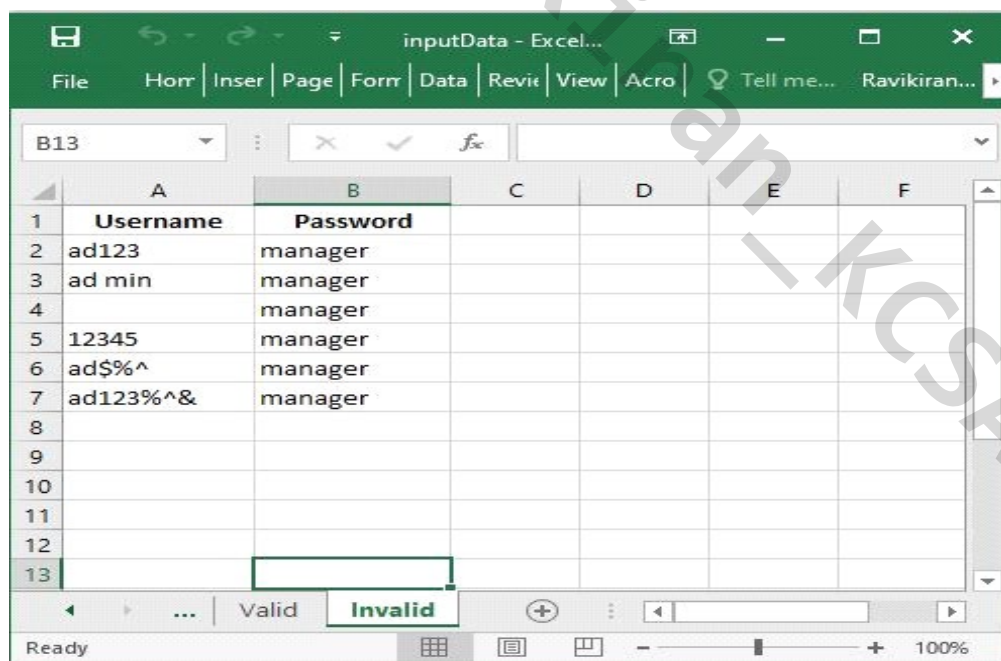 inputData - Excel...
File Horr Inser Page Forr Data Revie View Acro Tell me... Ravikiran...
B13 fx
A B C D E F
1 Username Password
2 ad123 manager
3 ad min manager
4 manager
5 12345 manager
6 ad$%^ manager
7 ad123%^& manager
8
9
10
11
12
13
... Valid Invalid
Ready 100%